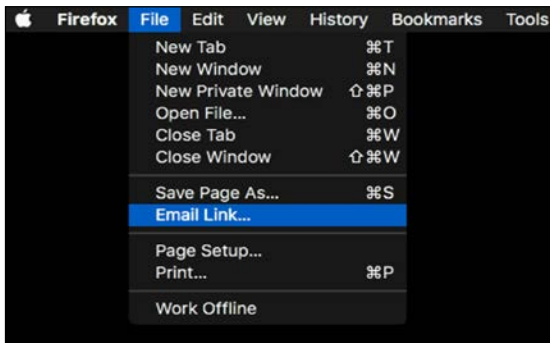 Firefox File Edit View History Bookmarks Tools
New Tab ⌘T
New Window ⌘N
New Private Window ⇧⌘P
Open File... ⌘O
Close Tab ⌘W
Close Window ⇧⌘W
Save Page As... ⌘S
Email Link...
Page Setup...
Print... ⌘P
Work Offline